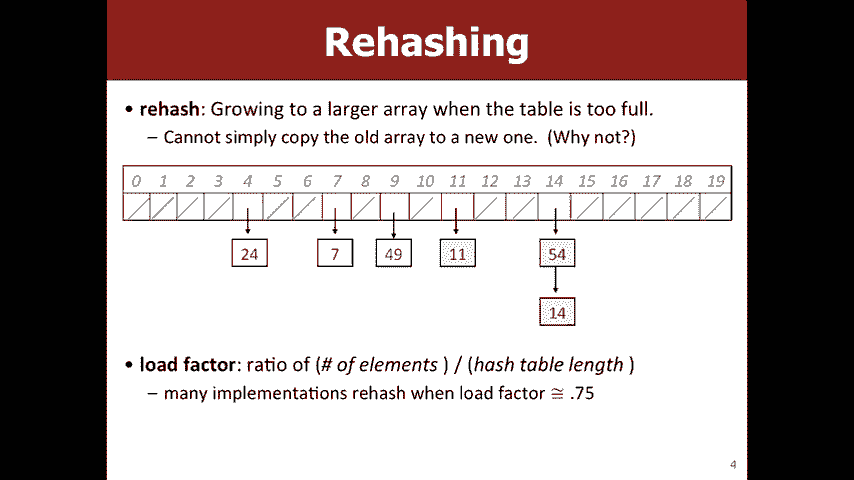 Rehashing
• rehash: Growing to a larger array when the table is too full.
– Cannot simply copy the old array to a new one. (Why not?)
0 1 2 3 4 5 6 7 8 9 10 11 12 13 14 15 16 17 18 19
24 7 49 11 54
14
• load factor: ratio of (# of elements ) / (hash table length )
– many implementations rehash when load factor ≅ .75
4